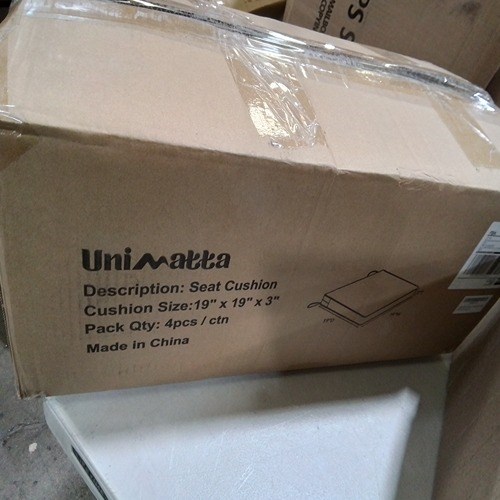 UniMatta
Description: Seat Cushion
Cushion Size:19" x 19" x 3"
Pack Qty: 4pcs / ctn
Made in China